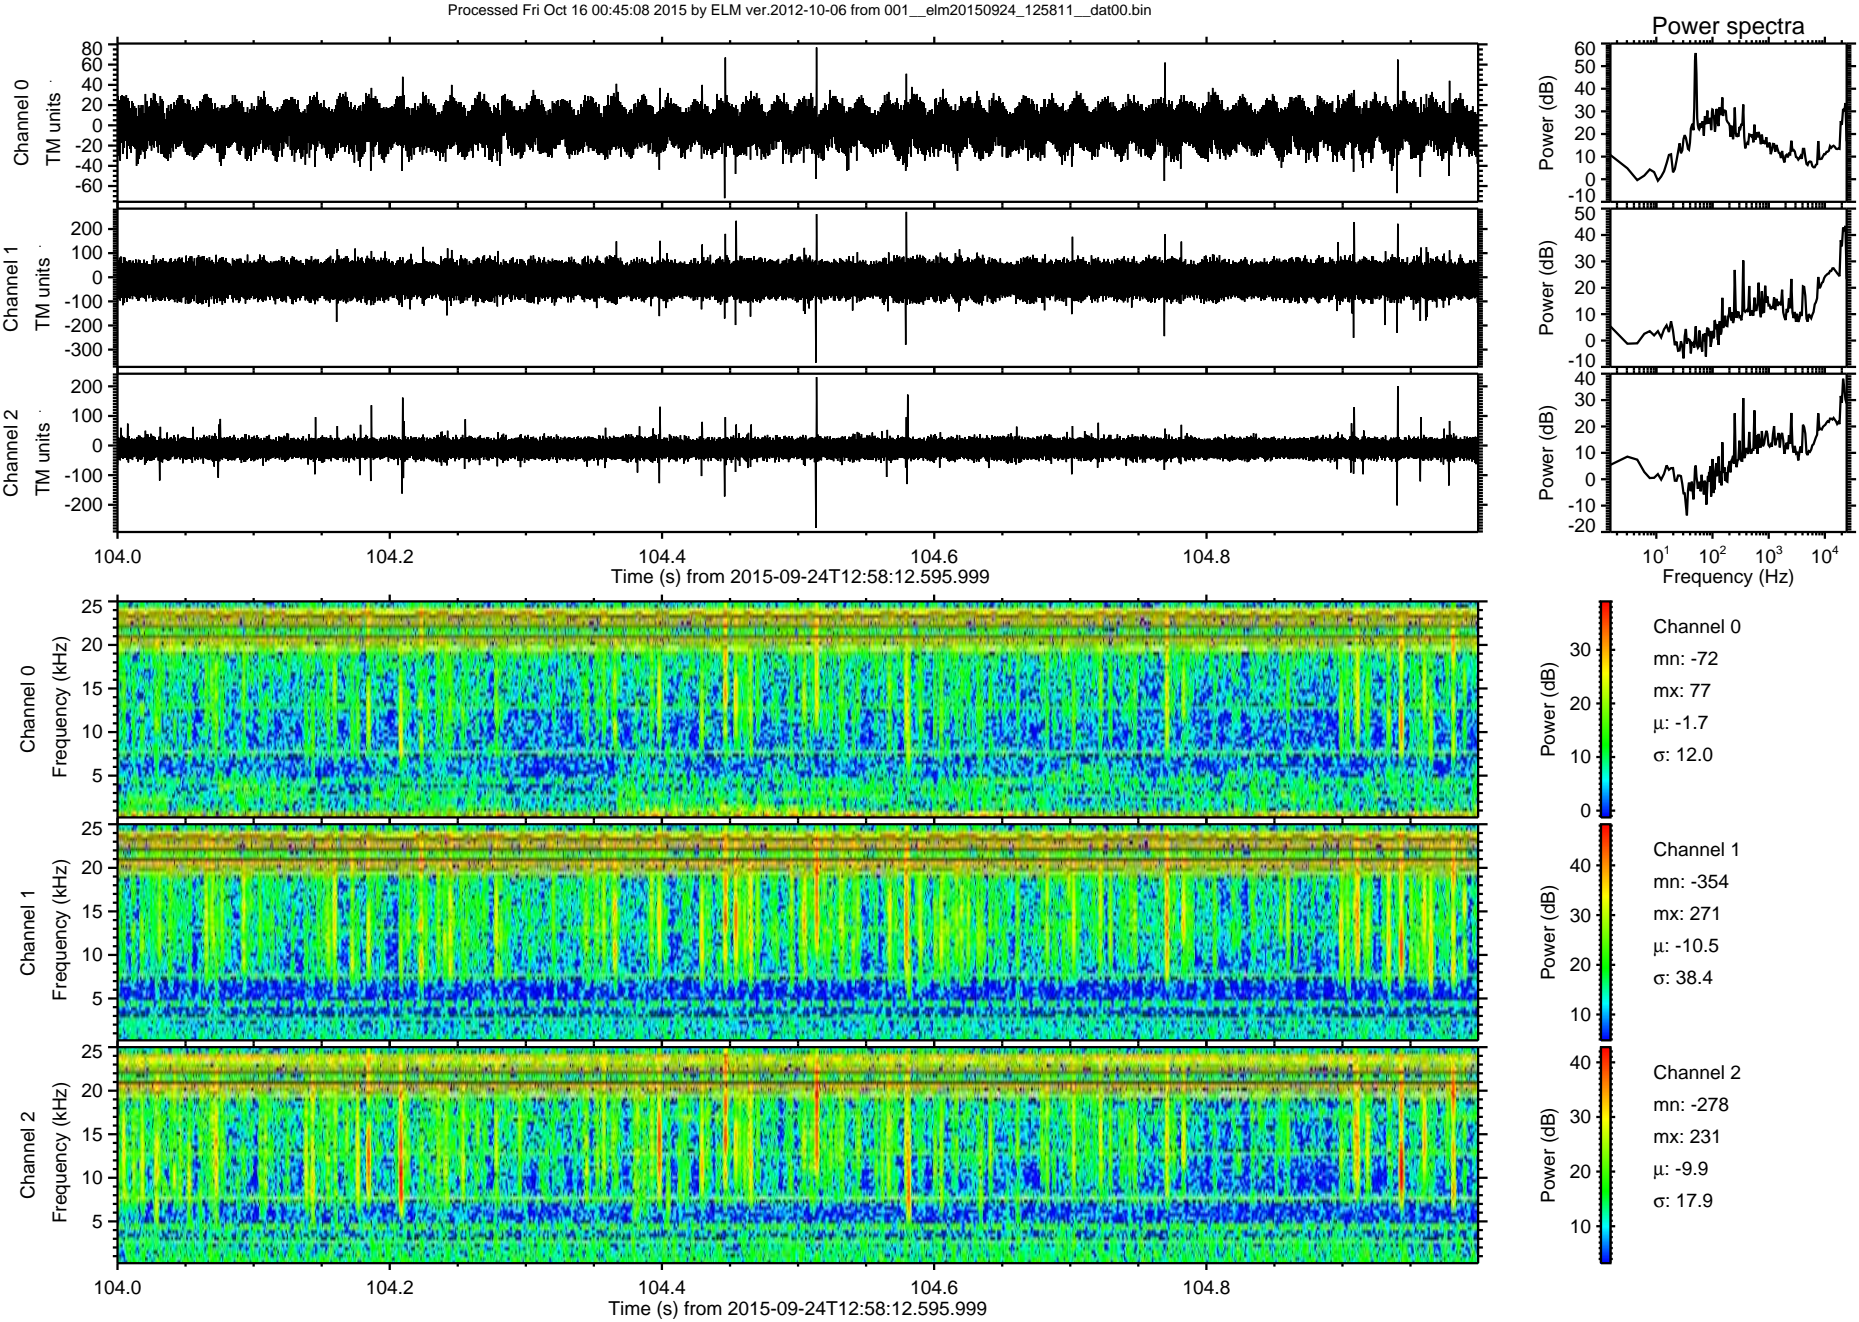 Processed Fri Oct 16 00:45:08 2015 by ELM ver.2012-10-06 from 001__elm20150924_125811__dat00.bin
Power spectra
Channel 0
TM units
80
60
40
20
0
-20
-40
-60
Power (dB)
60
50
40
30
20
10
0
-10
Channel 1
TM units
200
100
0
-100
-200
-300
Power (dB)
50
40
30
20
10
0
-10
Channel 2
TM units
200
100
0
-100
-200
Power (dB)
40
30
20
10
0
-10
-20
104.0 104.2 104.4 104.6 104.8
Time (s) from 2015-09-24T12:58:12.595.999
10¹ 10² 10³ 10⁴
Frequency (Hz)
Channel 0
Frequency (kHz)
25
20
15
10
5
Power (dB)
30
20
10
0
Channel 0
mn: -72
mx: 77
μ: -1.7
σ: 12.0
Channel 1
Frequency (kHz)
25
20
15
10
5
Power (dB)
40
30
20
10
Channel 1
mn: -354
mx: 271
μ: -10.5
σ: 38.4
Channel 2
Frequency (kHz)
25
20
15
10
5
Power (dB)
40
30
20
10
Channel 2
mn: -278
mx: 231
μ: -9.9
σ: 17.9
104.0 104.2 104.4 104.6 104.8
Time (s) from 2015-09-24T12:58:12.595.999